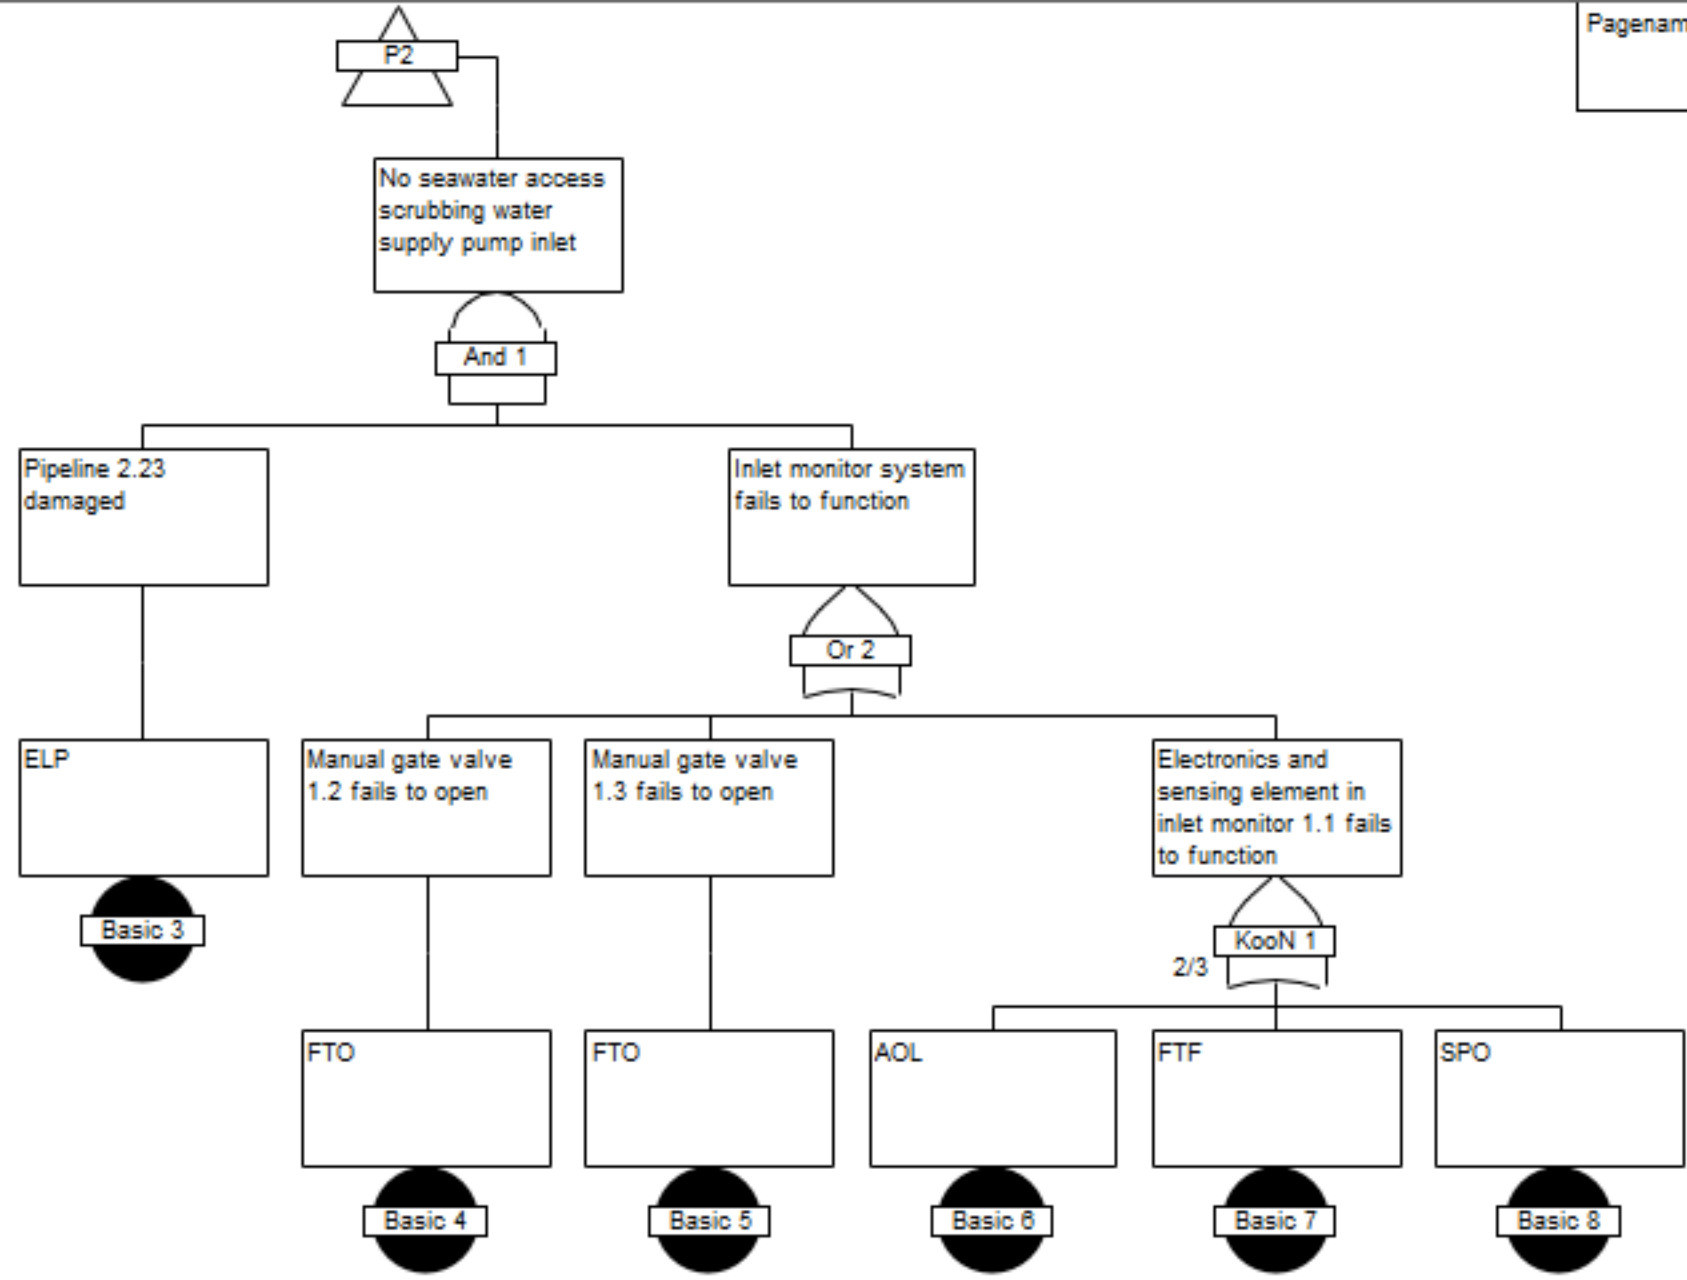 Pagenam
P2
No seawater access
scrubbing water
supply pump inlet
And 1
Pipeline 2.23
damaged
Inlet monitor system
fails to function
Or 2
ELP
Manual gate valve
1.2 fails to open
Manual gate valve
1.3 fails to open
Electronics and
sensing element in
inlet monitor 1.1 fails
to function
Basic 3
KooN 1
2/3
FTO
FTO
AOL
FTF
SPO
Basic 4
Basic 5
Basic 6
Basic 7
Basic 8